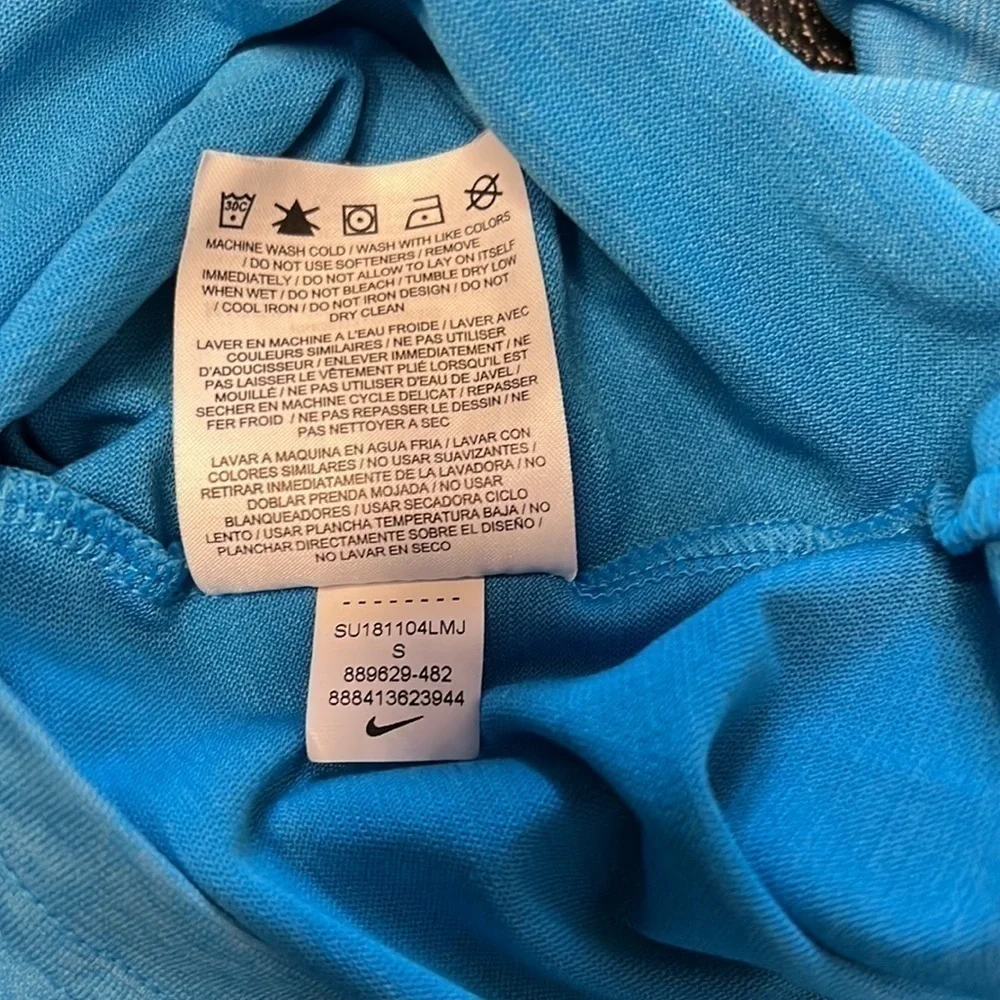 30C
MACHINE WASH COLD / WASH WITH LIKE COLORS
/ DO NOT USE SOFTENERS / REMOVE
IMMEDIATELY / DO NOT ALLOW TO LAY ON ITSELF
WHEN WET / DO NOT BLEACH / TUMBLE DRY LOW
/ COOL IRON / DO NOT IRON DESIGN / DO NOT
DRY CLEAN
LAVER EN MACHINE A L'EAU FROIDE / LAVER AVEC
COULEURS SIMILAIRES / NE PAS UTILISER
D'ADOUCISSEUR / ENLEVER IMMEDIATEMENT / NE
PAS LAISSER LE VÊTEMENT PLIÉ LORSQU'IL EST
MOUILLÉ / NE PAS UTILISER D'EAU DE JAVEL /
SECHER EN MACHINE CYCLE DELICAT / REPASSER
FER FROID / NE PAS REPASSER LE DESSIN / NE
PAS NETTOYER A SEC
LAVAR A MAQUINA EN AGUA FRIA / LAVAR CON
COLORES SIMILARES / NO USAR SUAVIZANTES /
RETIRAR INMEDIATAMENTE DE LA LAVADORA / NO
DOBLAR PRENDA MOJADA / NO USAR
BLANQUEADORES / USAR SECADORA CICLO
LENTO / USAR PLANCHA TEMPERATURA BAJA / NO
PLANCHAR DIRECTAMENTE SOBRE EL DISEÑO /
NO LAVAR EN SECO
--------
SU181104LMJ
S
889629-482
888413623944